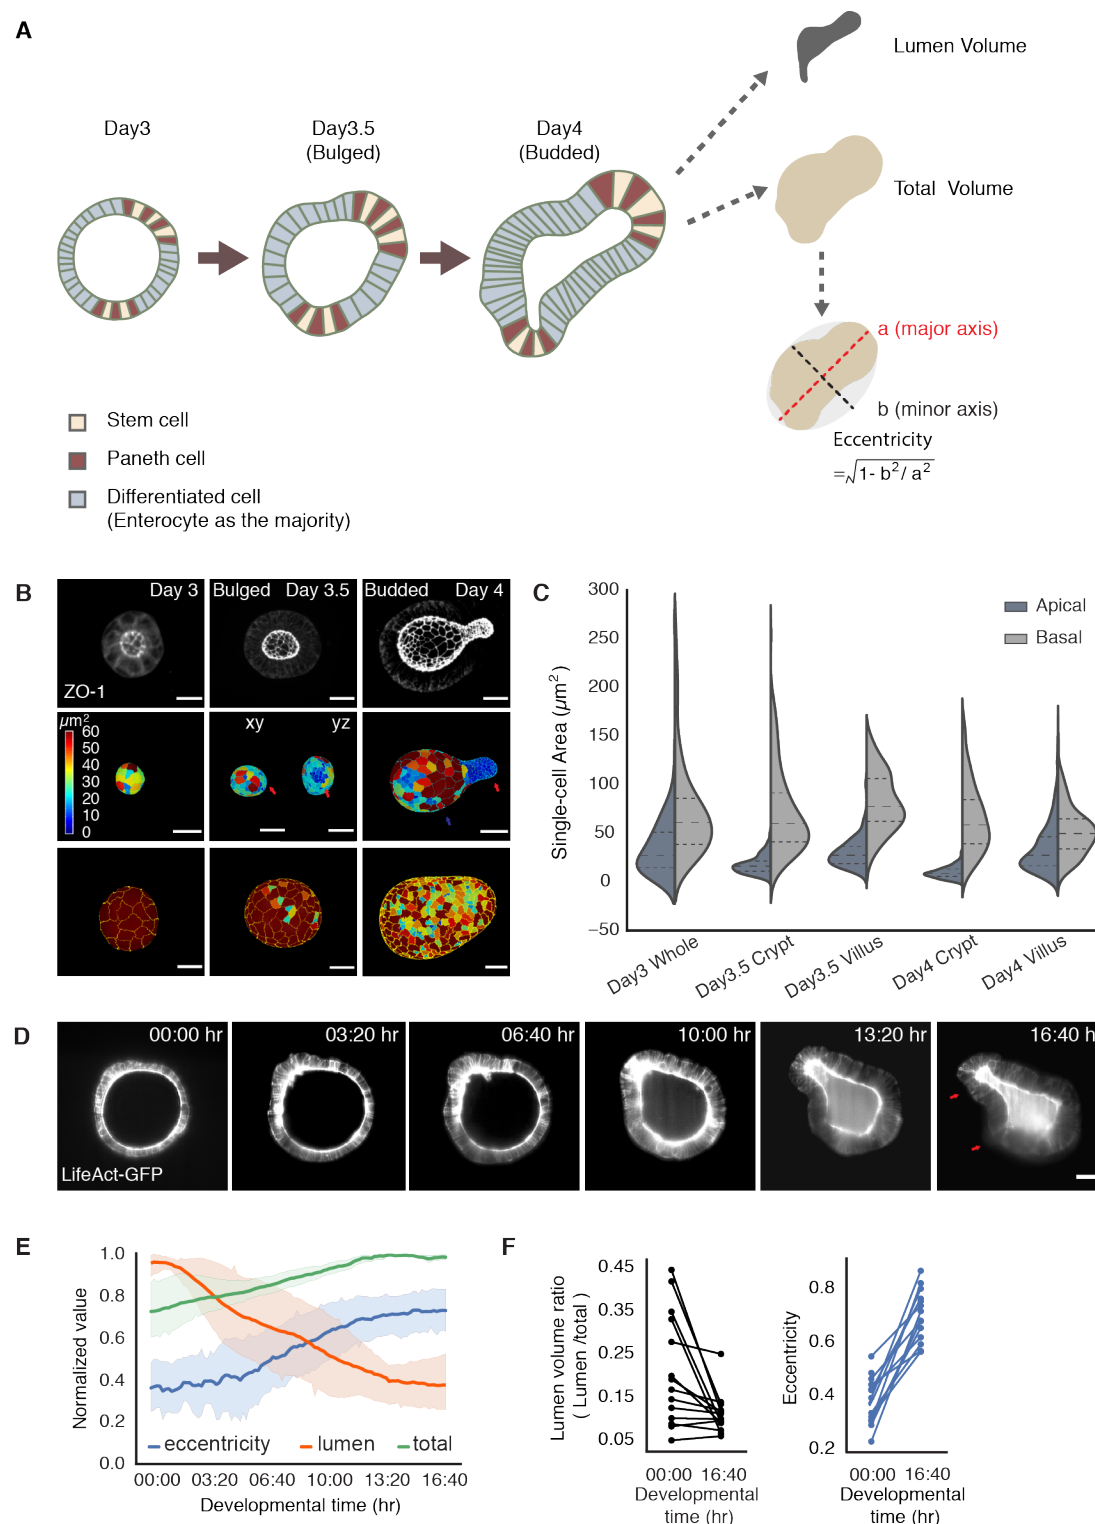 A
Day3
Day3.5
(Bulged)
Day4
(Budded)
Lumen Volume
Total Volume
a (major axis)
b (minor axis)
Eccentricity
=√1- b²/ a²
Stem cell
Paneth cell
Differentiated cell
(Enterocyte as the majority)
B
Day 3
Bulged Day 3.5
Budded Day 4
ZO-1
µm²
60
50
40
30
20
10
0
xy
yz
C
Single-cell Area (µm²)
300
250
200
150
100
50
0
−50
Apical
Basal
Day3 Whole
Day3.5 Crypt
Day3.5 Villus
Day4 Crypt
Day4 Villus
D
00:00 hr
03:20 hr
06:40 hr
10:00 hr
13:20 hr
16:40 h
LifeAct-GFP
E
Normalized value
1.0
0.8
0.6
0.4
0.2
0.0
eccentricity
lumen
total
00:00 03:20 06:40 10:00 13:20 16:40
Developmental time (hr)
F
Lumen volume ratio
( Lumen /total)
0.45
0.35
0.25
0.15
0.05
00:00 16:40
Developmental
time (hr)
Eccentricity
0.8
0.6
0.4
0.2
00:00 16:40
Developmental
time (hr)